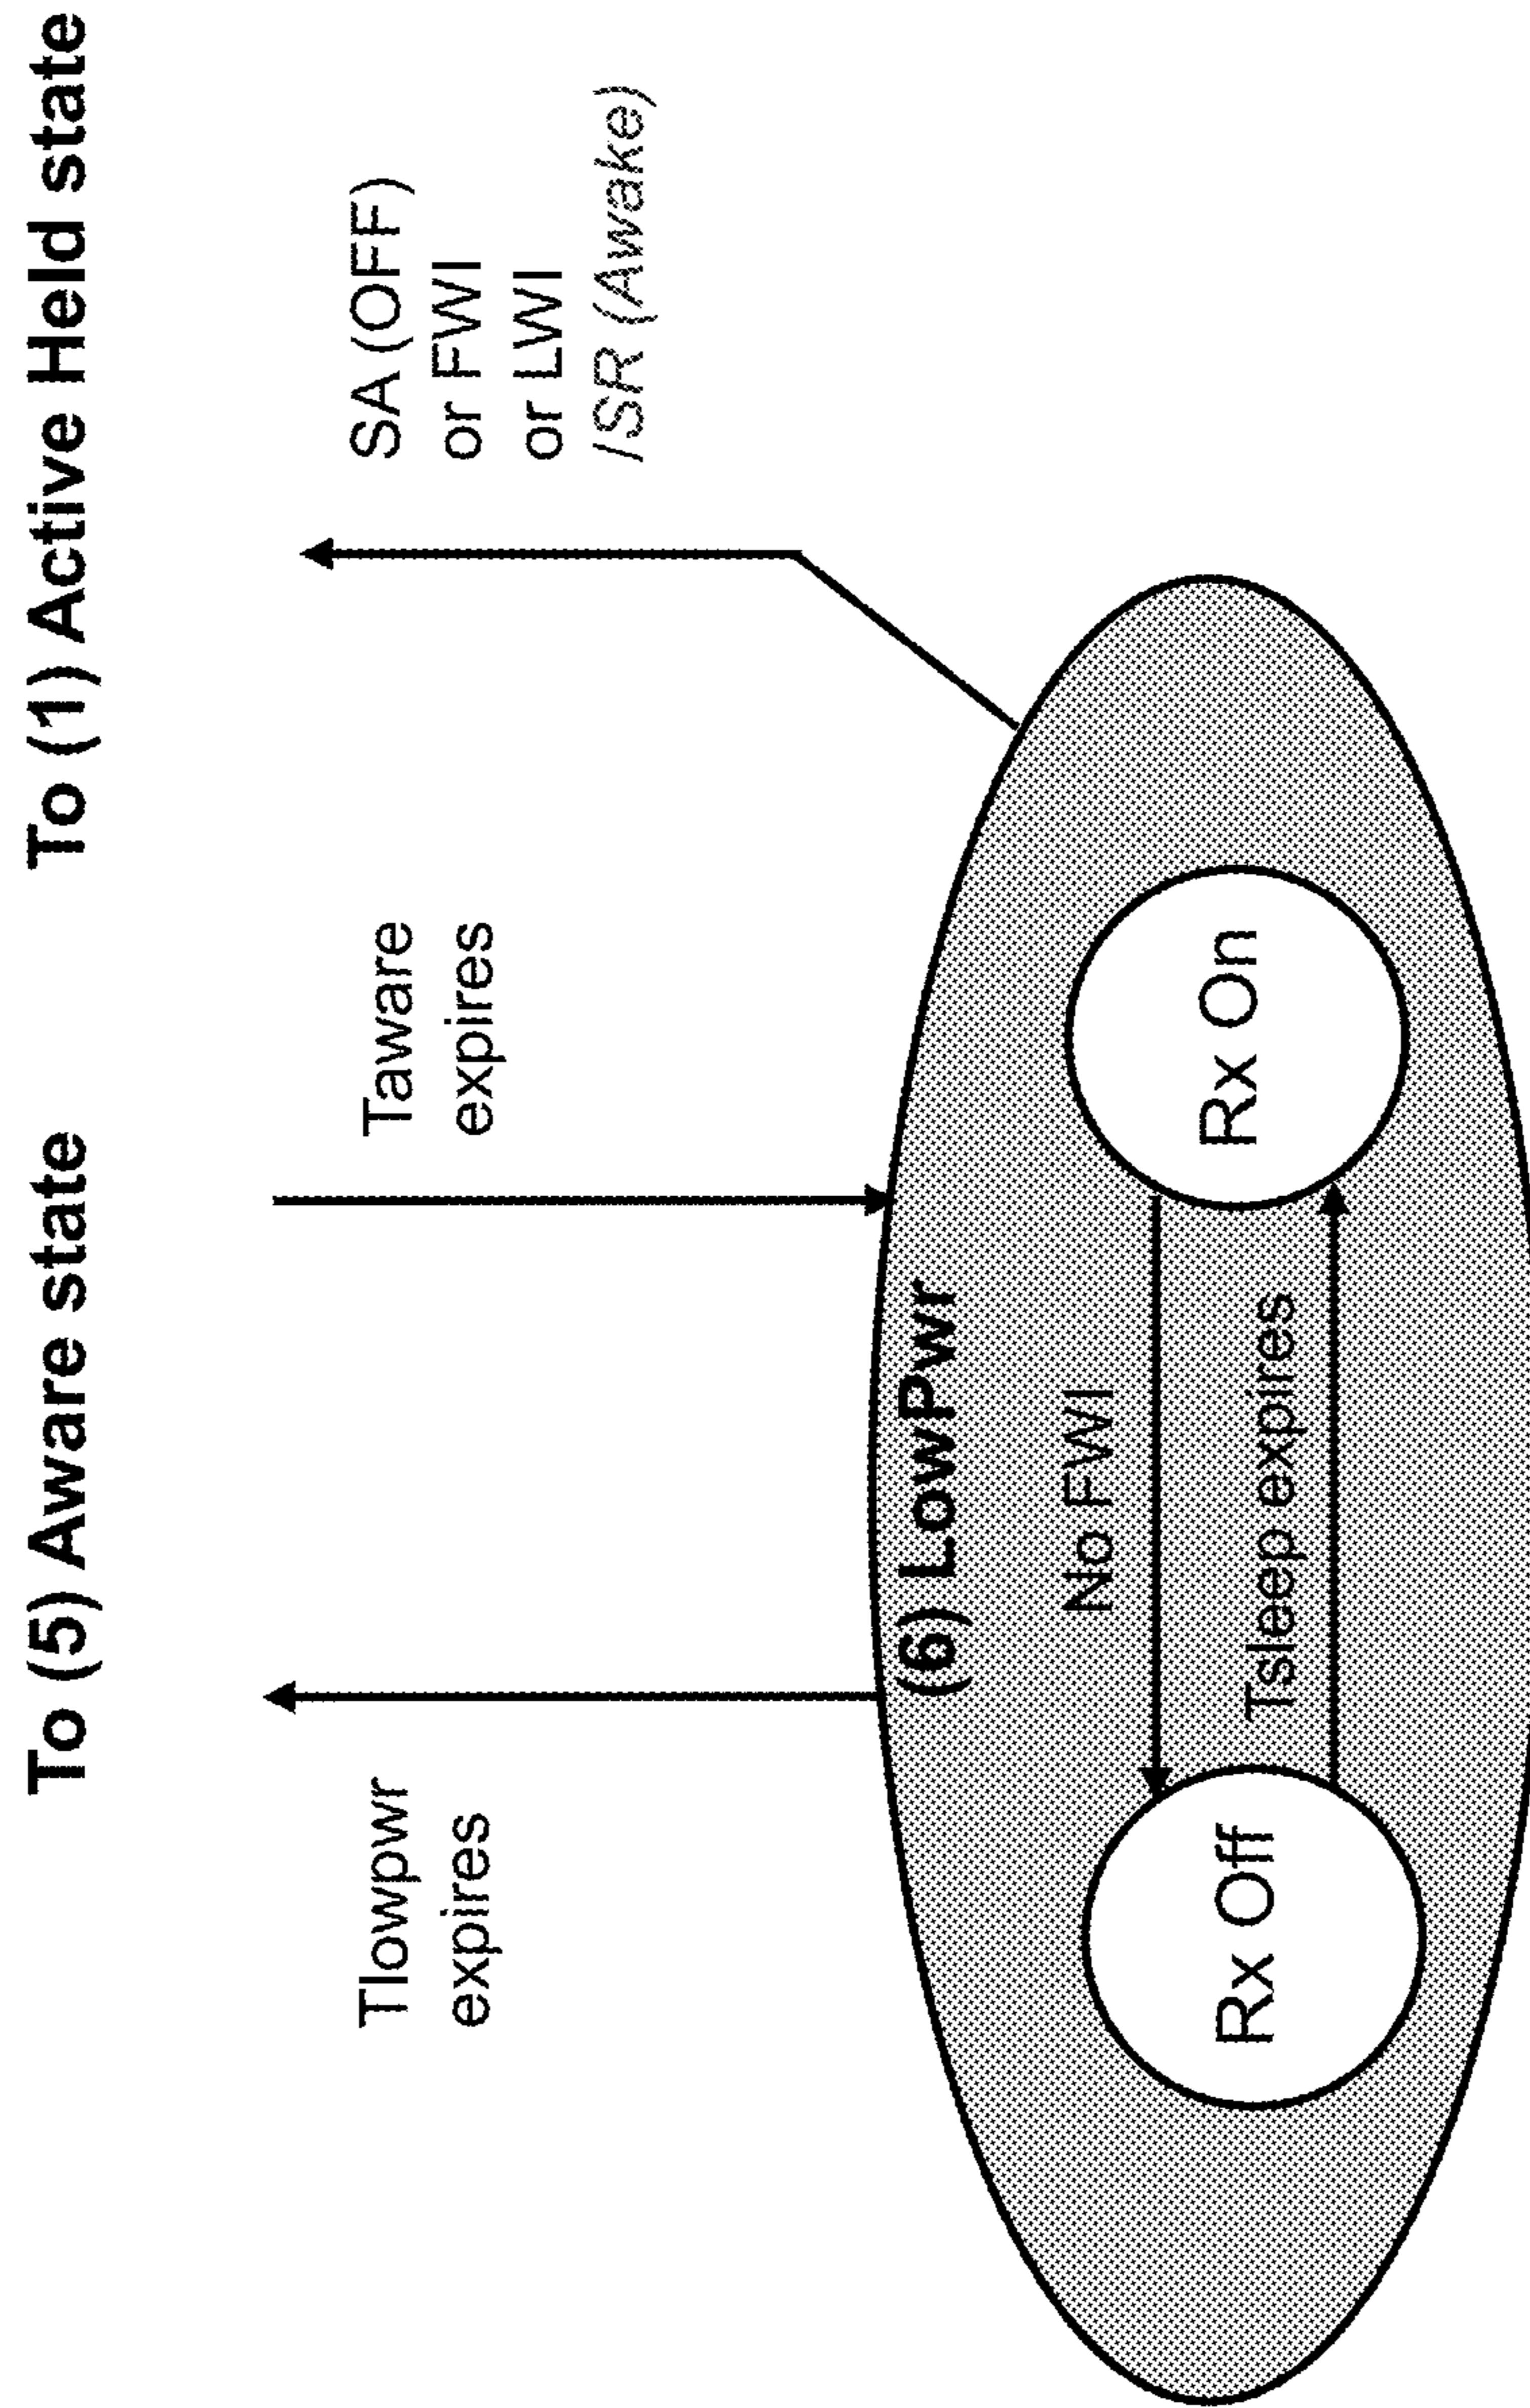 To (5) Aware state
To (1) Active Held state
Tlowpwr
expires
Taware
expires
SA (OFF)
or FWI
or LWI
/SR (Awake)
(6) LowPwr
No FWI
Tsleep expires
Rx Off
Rx On